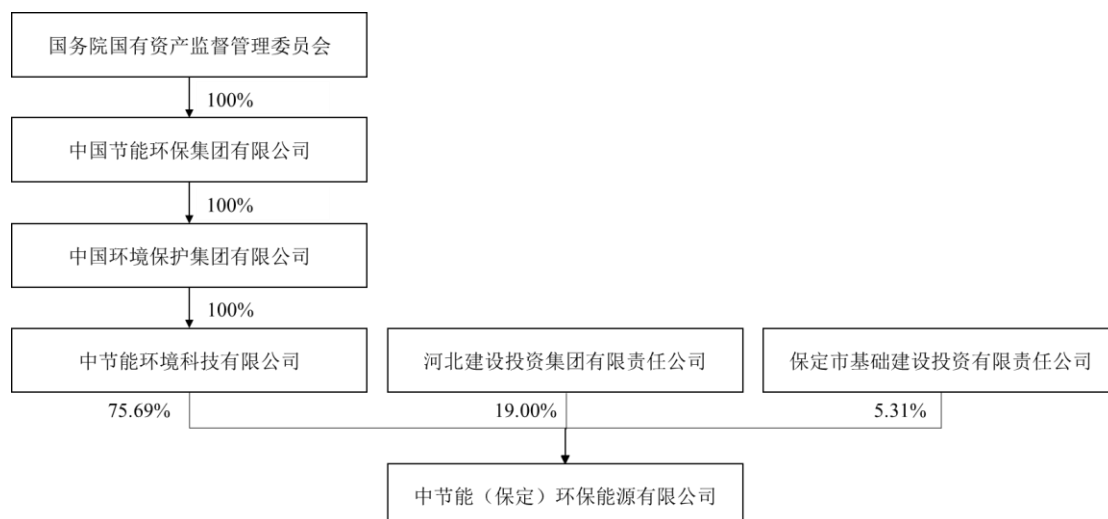 国务院国有资产监督管理委员会
100%
中国节能环保集团有限公司
100%
中国环境保护集团有限公司
100%
中节能环境科技有限公司
河北建设投资集团有限责任公司
保定市基础建设投资有限责任公司
75.69%
19.00%
5.31%
中节能（保定）环保能源有限公司